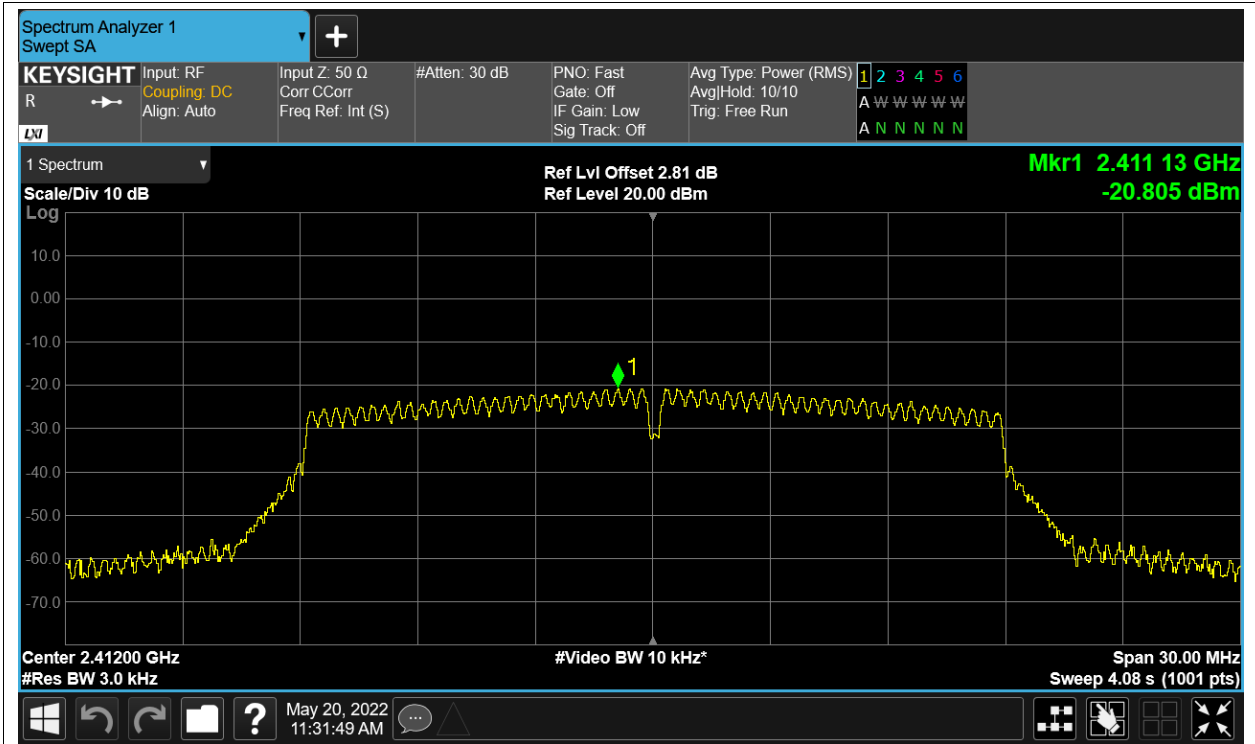 Spectrum Analyzer 1
Swept SA
KEYSIGHT
R
LXI
Input: RF
Coupling: DC
Align: Auto
Input Z: 50 Ω
Corr CCorr
Freq Ref: Int (S)
#Atten: 30 dB
PNO: Fast
Gate: Off
IF Gain: Low
Sig Track: Off
Avg Type: Power (RMS)
Avg|Hold: 10/10
Trig: Free Run
1 2 3 4 5 6
A W W W W W
A N N N N N
1 Spectrum
Scale/Div 10 dB
Log
Ref Lvl Offset 2.81 dB
Ref Level 20.00 dBm
Mkr1 2.411 13 GHz
-20.805 dBm
10.0
0.00
-10.0
-20.0
-30.0
-40.0
-50.0
-60.0
-70.0
1
Center 2.41200 GHz
#Res BW 3.0 kHz
#Video BW 10 kHz*
Span 30.00 MHz
Sweep 4.08 s (1001 pts)
?
May 20, 2022
11:31:49 AM